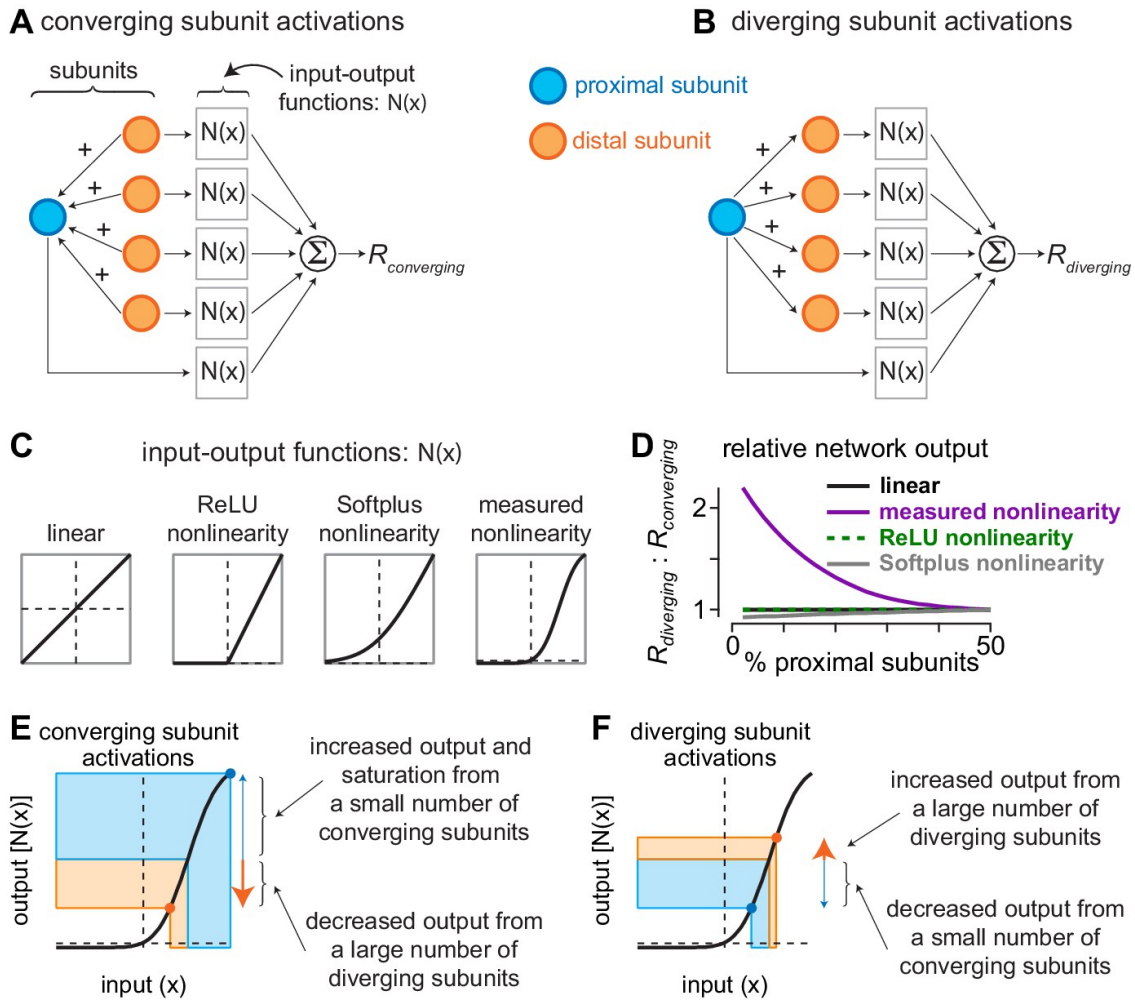 A converging subunit activations
subunits
input-output
functions: N(x)
N(x)
+
N(x)
+
N(x)
+
N(x)
+
N(x)
Σ
R converging
proximal subunit
distal subunit
B diverging subunit activations
N(x)
+
N(x)
+
N(x)
+
N(x)
+
N(x)
Σ
R diverging
C input-output functions: N(x)
linear
ReLU
nonlinearity
Softplus
nonlinearity
measured
nonlinearity
D relative network output
R diverging : R converging
2
1
linear
measured nonlinearity
ReLU nonlinearity
Softplus nonlinearity
0
50
% proximal subunits
E converging subunit
activations
output [N(x)]
input (x)
increased output and
saturation from
a small number of
converging subunits
decreased output from
a large number of
diverging subunits
F diverging subunit
activations
output [N(x)]
input (x)
increased output from
a large number of
diverging subunits
decreased output from
a small number of
converging subunits